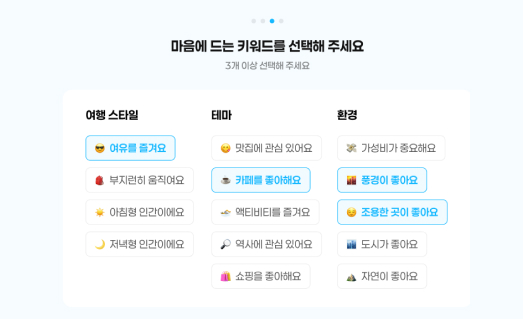 마음에 드는 키워드를 선택해 주세요
3개 이상 선택해 주세요
여행 스타일
😎 여유를 즐겨요
🎒 부지런히 움직여요
☀️ 아침형 인간이에요
🌙 저녁형 인간이에요
테마
😋 맛집에 관심 있어요
☕ 카페를 좋아해요
🛶 액티비티를 즐겨요
🔎 역사에 관심 있어요
🛍️ 쇼핑을 좋아해요
환경
💸 가성비가 중요해요
🌇 풍경이 좋아요
😌 조용한 곳이 좋아요
🏙️ 도시가 좋아요
⛰️ 자연이 좋아요